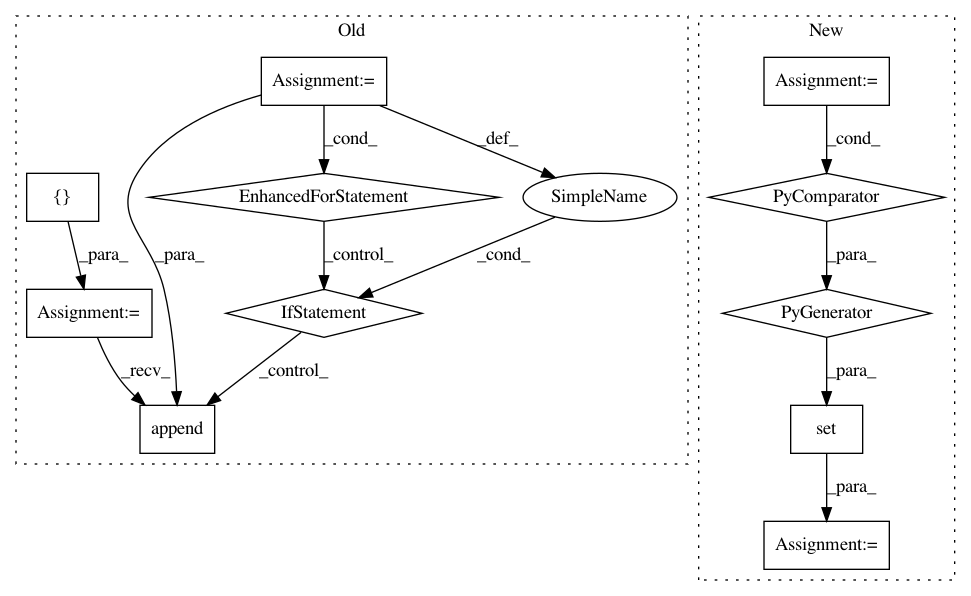 Old
New
Assignment:=
Assignment:=
_cond_
_def_
_cond_
{}
EnhancedForStatement
SimpleName
PyComparator
_para_
_para_
_control_
_cond_
_para_
Assignment:=
IfStatement
PyGenerator
_recv_
_control_
_para_
append
set
_para_
Assignment:=